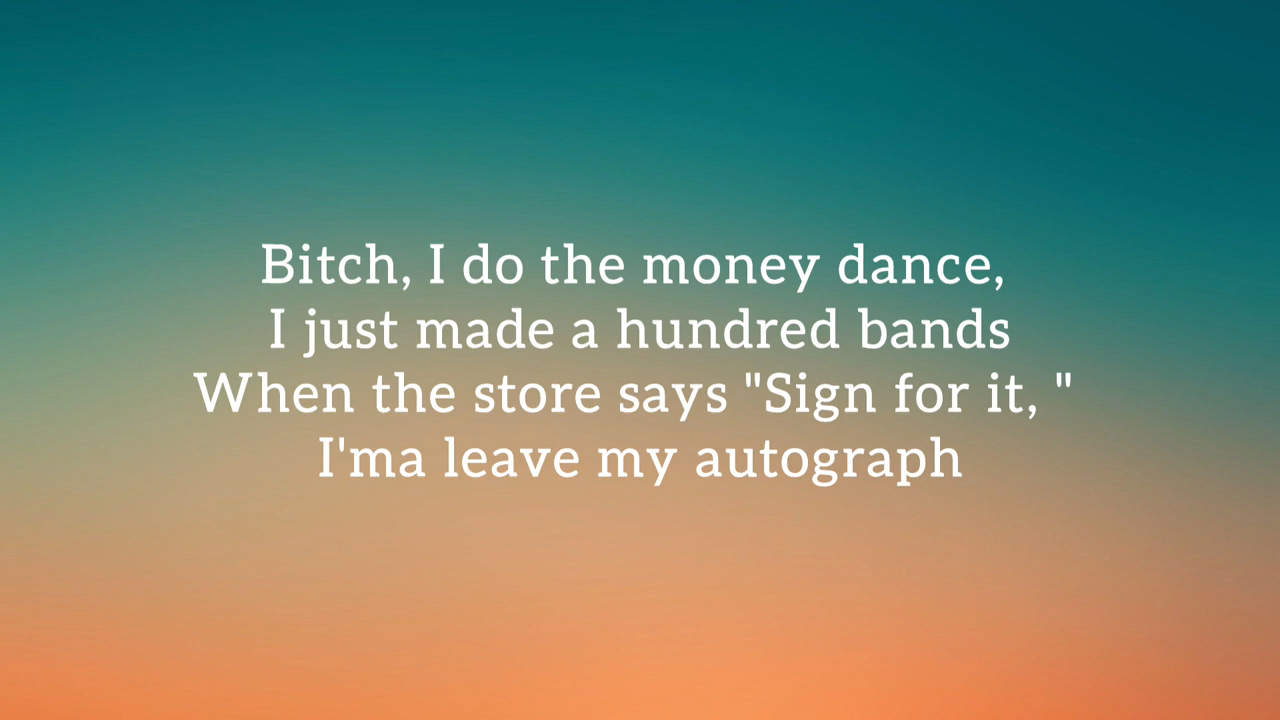 Bitch, I do the money dance,
I just made a hundred bands
When the store says "Sign for it, "
I'ma leave my autograph